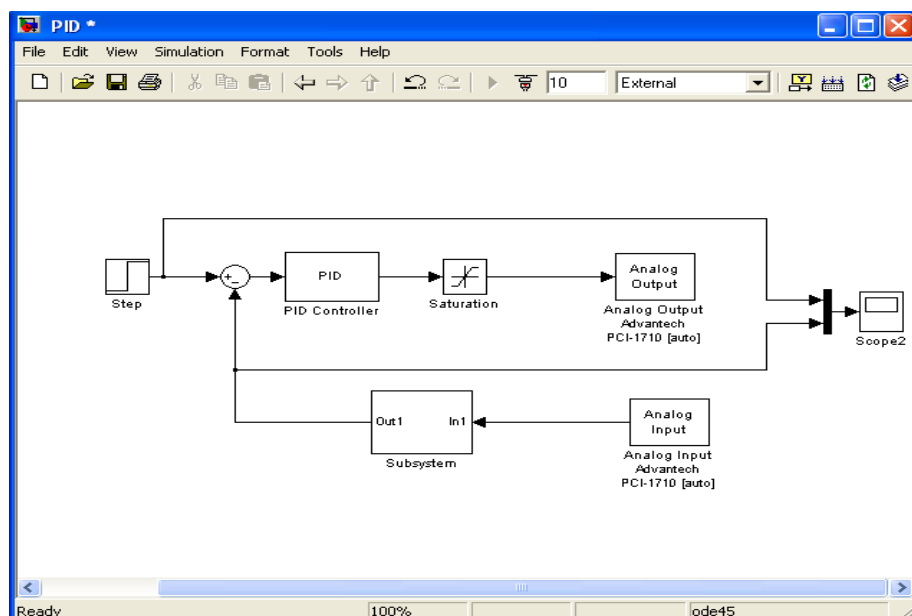 PID *
File Edit View Simulation Format Tools Help
10 External
Step
+
−
PID
PID Controller
Saturation
Analog
Output
Analog Output
Advantech
PCI-1710 [auto]
Scope2
Out1 In1
Subsystem
Analog
Input
Analog Input
Advantech
PCI-1710 [auto]
Ready 100% ode45